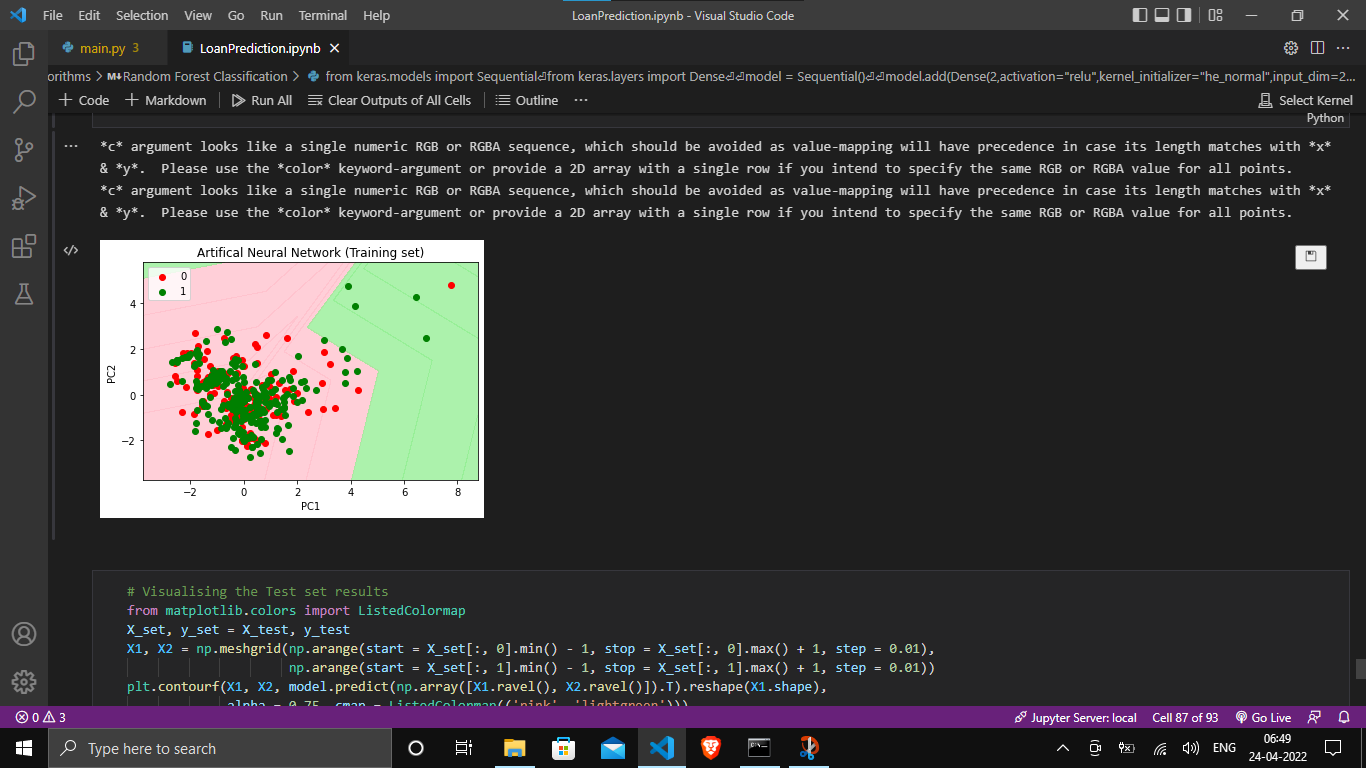 File Edit Selection View Go Run Terminal Help LoanPrediction.ipynb - Visual Studio Code
main.py 3 LoanPrediction.ipynb
orithms > M↓Random Forest Classification > from keras.models import Sequential⏎from keras.layers import Dense⏎⏎model = Sequential()⏎⏎model.add(Dense(2,activation="relu",kernel_initializer="he_normal",input_dim=2...
+ Code + Markdown Run All Clear Outputs of All Cells Outline ... Select Kernel
Python
... *c* argument looks like a single numeric RGB or RGBA sequence, which should be avoided as value-mapping will have precedence in case its length matches with *x*
& *y*.  Please use the *color* keyword-argument or provide a 2D array with a single row if you intend to specify the same RGB or RGBA value for all points.
*c* argument looks like a single numeric RGB or RGBA sequence, which should be avoided as value-mapping will have precedence in case its length matches with *x*
& *y*.  Please use the *color* keyword-argument or provide a 2D array with a single row if you intend to specify the same RGB or RGBA value for all points.
Artifical Neural Network (Training set)
0
1
4
2
0
−2
PC2
−2 0 2 4 6 8
PC1
# Visualising the Test set results
from matplotlib.colors import ListedColormap
X_set, y_set = X_test, y_test
X1, X2 = np.meshgrid(np.arange(start = X_set[:, 0].min() - 1, stop = X_set[:, 0].max() + 1, step = 0.01),
np.arange(start = X_set[:, 1].min() - 1, stop = X_set[:, 1].max() + 1, step = 0.01))
plt.contourf(X1, X2, model.predict(np.array([X1.ravel(), X2.ravel()]).T).reshape(X1.shape),
alpha = 0.75, cmap = ListedColormap(('pink', 'lightgreen')))
0 3 Jupyter Server: local Cell 87 of 93 Go Live
Type here to search ENG 06:49
24-04-2022